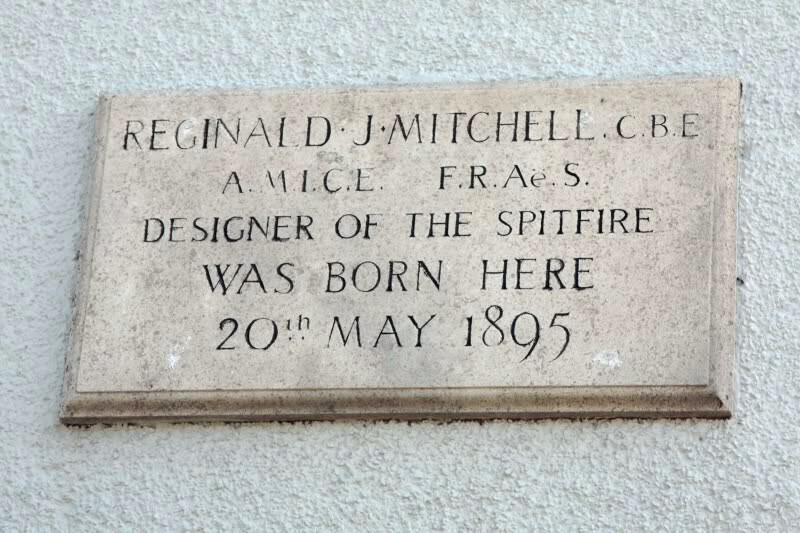 REGINALD · J · MITCHELL . C.B.E
A.M.I.C.E. F.R.Ae.S.
DESIGNER OF THE SPITFIRE
WAS BORN HERE
20th MAY 1895